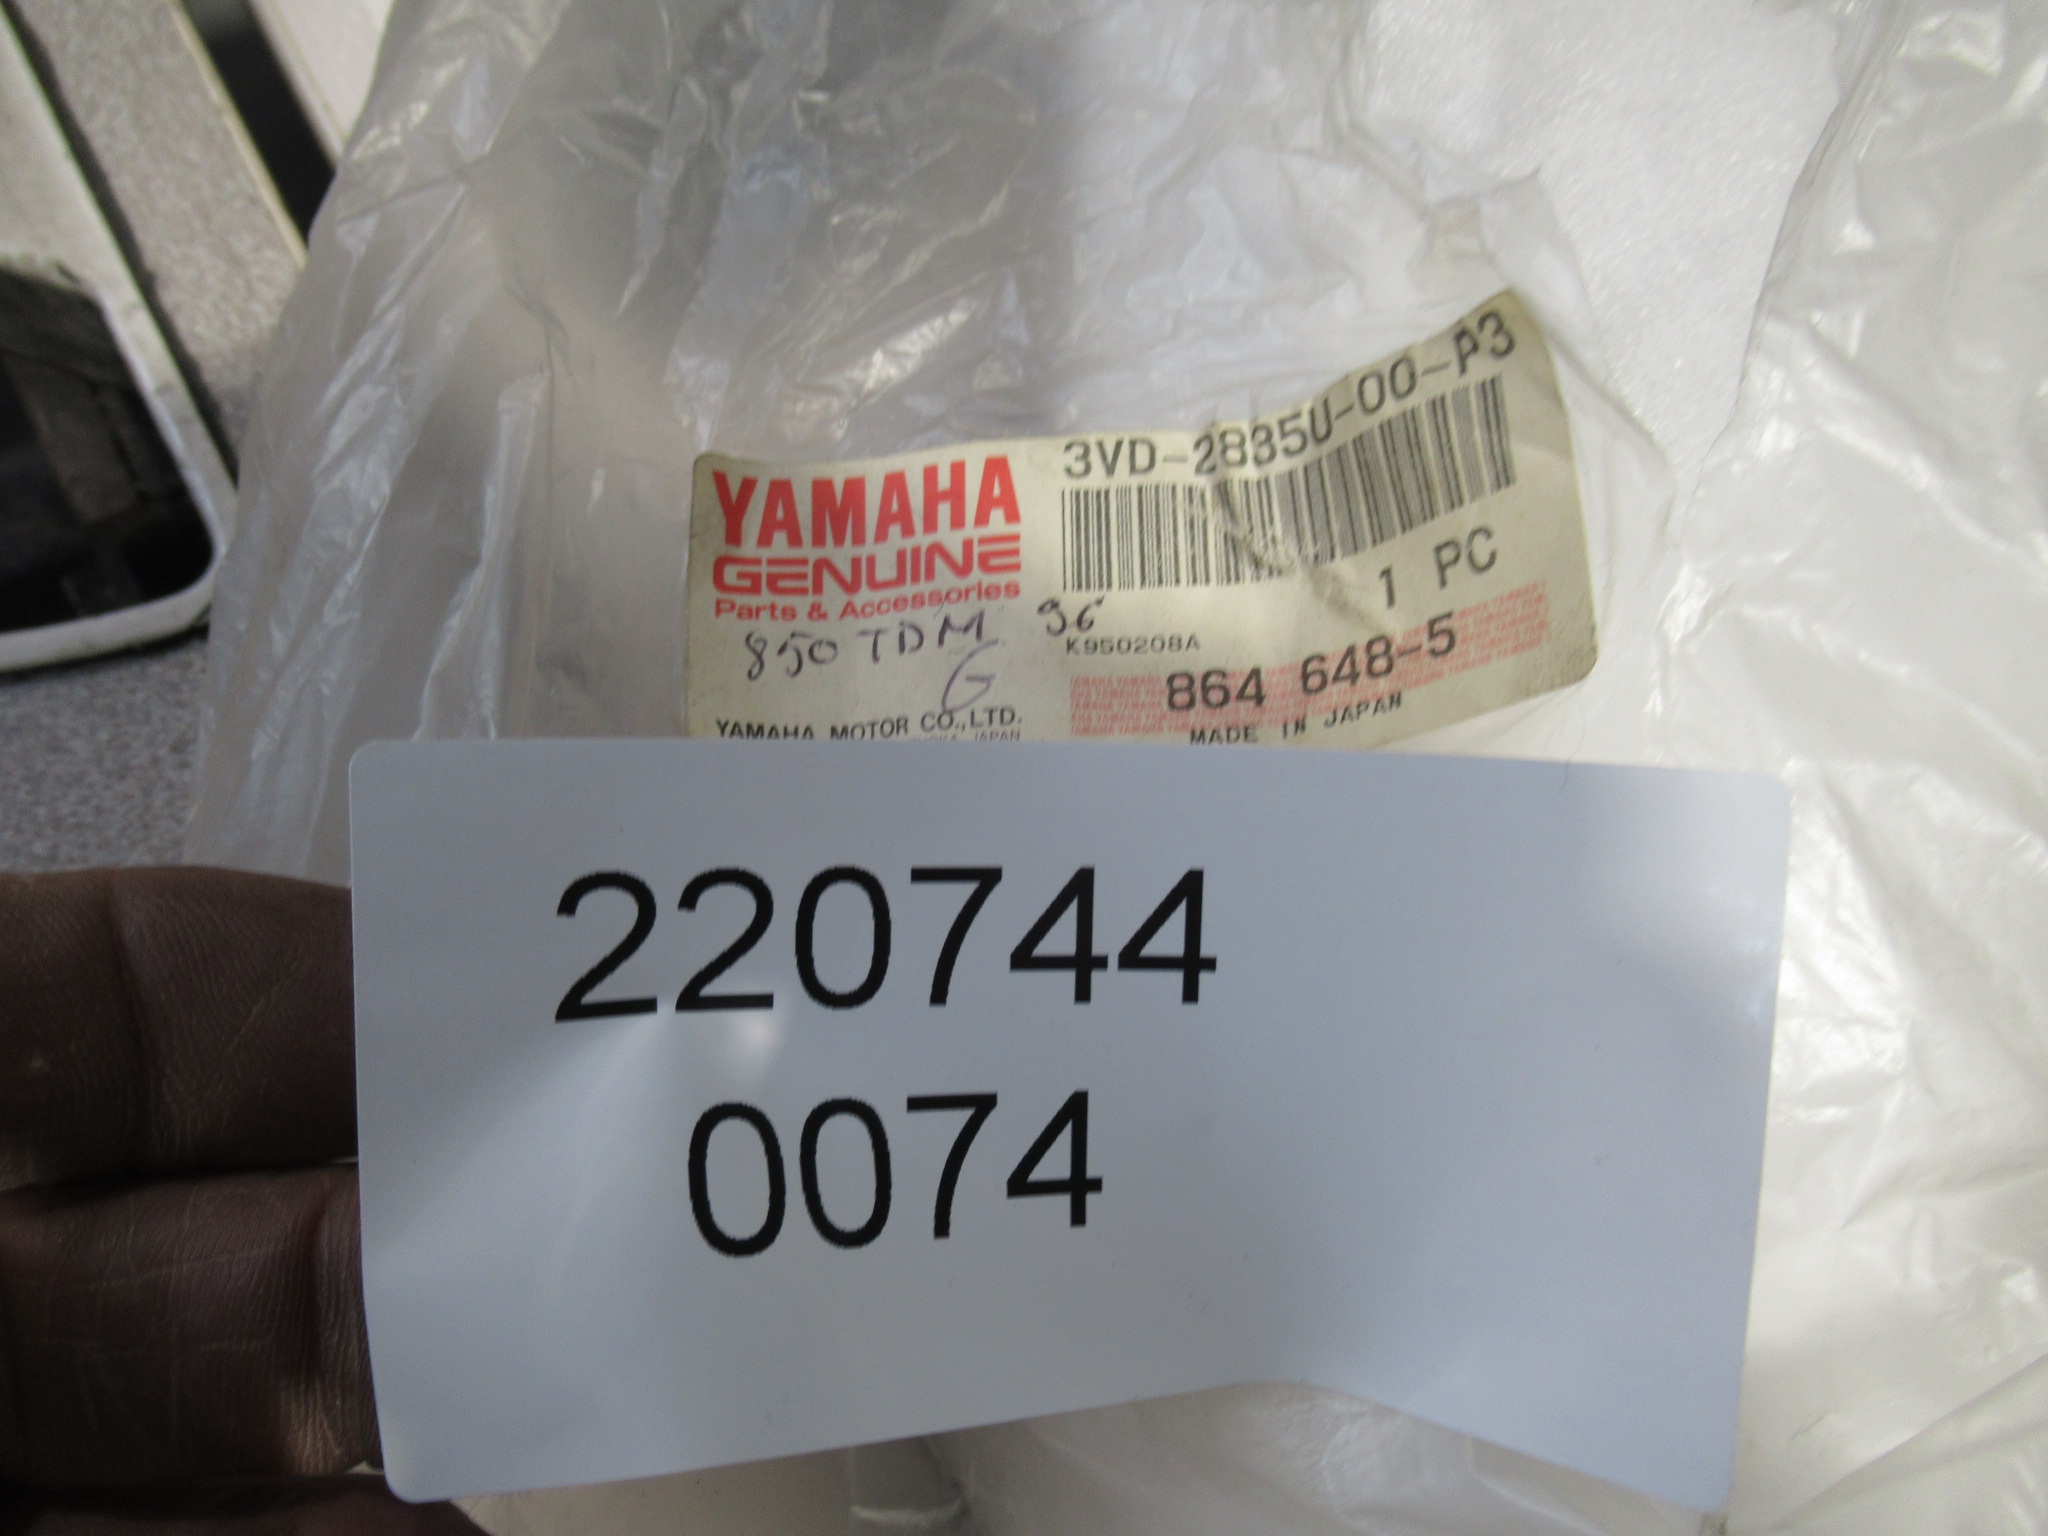 YAMAHA
GENUINE
Parts & Accessories
850 TDM 96
G
YAMAHA MOTOR CO.,LTD.
JAPAN
3VD-2835U-00-P3
1 PC
K950208A
864 648-5
MADE IN JAPAN
220744
0074